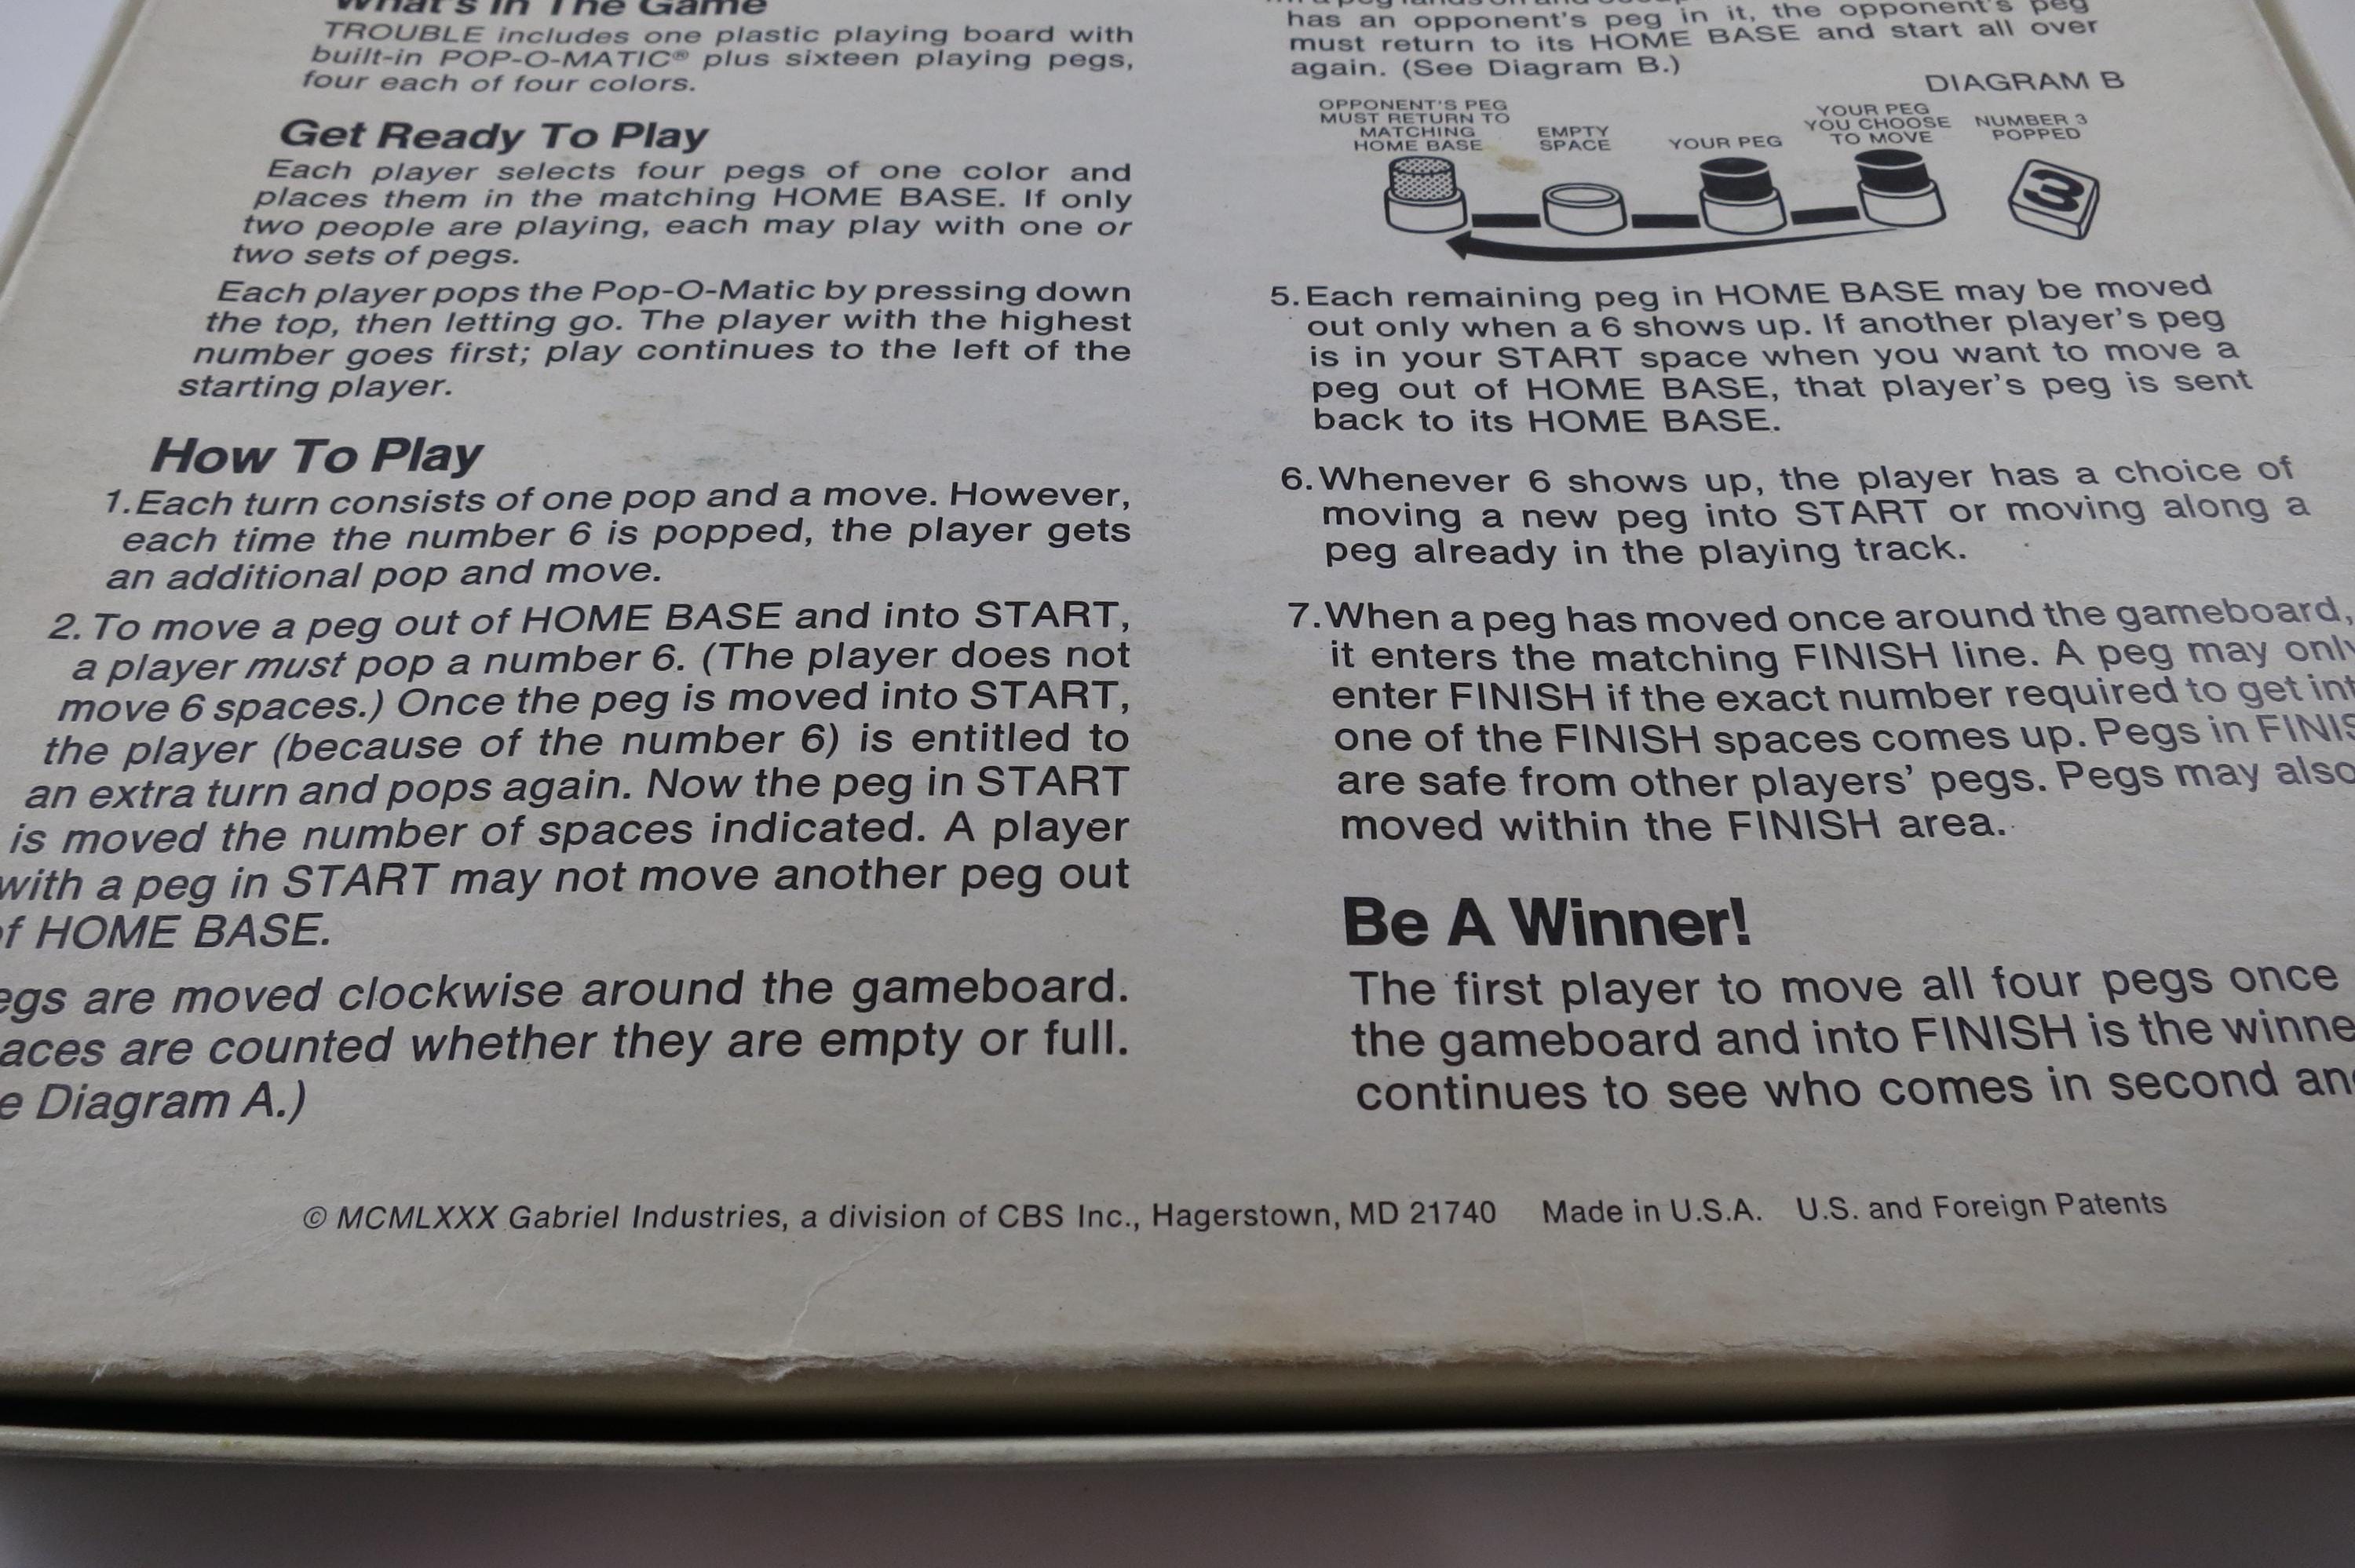 What's In The Game
TROUBLE includes one plastic playing board with
built-in POP-O-MATIC® plus sixteen playing pegs,
four each of four colors.
Get Ready To Play
Each player selects four pegs of one color and
places them in the matching HOME BASE. If only
two people are playing, each may play with one or
two sets of pegs.
Each player pops the Pop-O-Matic by pressing down
the top, then letting go. The player with the highest
number goes first; play continues to the left of the
starting player.
How To Play
1. Each turn consists of one pop and a move. However,
each time the number 6 is popped, the player gets
an additional pop and move.
2. To move a peg out of HOME BASE and into START,
a player must pop a number 6. (The player does not
move 6 spaces.) Once the peg is moved into START,
the player (because of the number 6) is entitled to
an extra turn and pops again. Now the peg in START
is moved the number of spaces indicated. A player
with a peg in START may not move another peg out
of HOME BASE.
egs are moved clockwise around the gameboard.
aces are counted whether they are empty or full.
e Diagram A.)
has an opponent's peg in it, the opponent's peg
must return to its HOME BASE and start all over
again. (See Diagram B.)
DIAGRAM B
OPPONENT'S PEG
MUST RETURN TO
MATCHING
HOME BASE
EMPTY
SPACE
YOUR PEG
YOUR PEG
YOU CHOOSE
TO MOVE
NUMBER 3
POPPED
3
5. Each remaining peg in HOME BASE may be moved
out only when a 6 shows up. If another player's peg
is in your START space when you want to move a
peg out of HOME BASE, that player's peg is sent
back to its HOME BASE.
6. Whenever 6 shows up, the player has a choice of
moving a new peg into START or moving along a
peg already in the playing track.
7. When a peg has moved once around the gameboard,
it enters the matching FINISH line. A peg may only
enter FINISH if the exact number required to get int
one of the FINISH spaces comes up. Pegs in FINIS
are safe from other players' pegs. Pegs may also
moved within the FINISH area.
Be A Winner!
The first player to move all four pegs once
the gameboard and into FINISH is the winne
continues to see who comes in second an
© MCMLXXX Gabriel Industries, a division of CBS Inc., Hagerstown, MD 21740 Made in U.S.A. U.S. and Foreign Patents